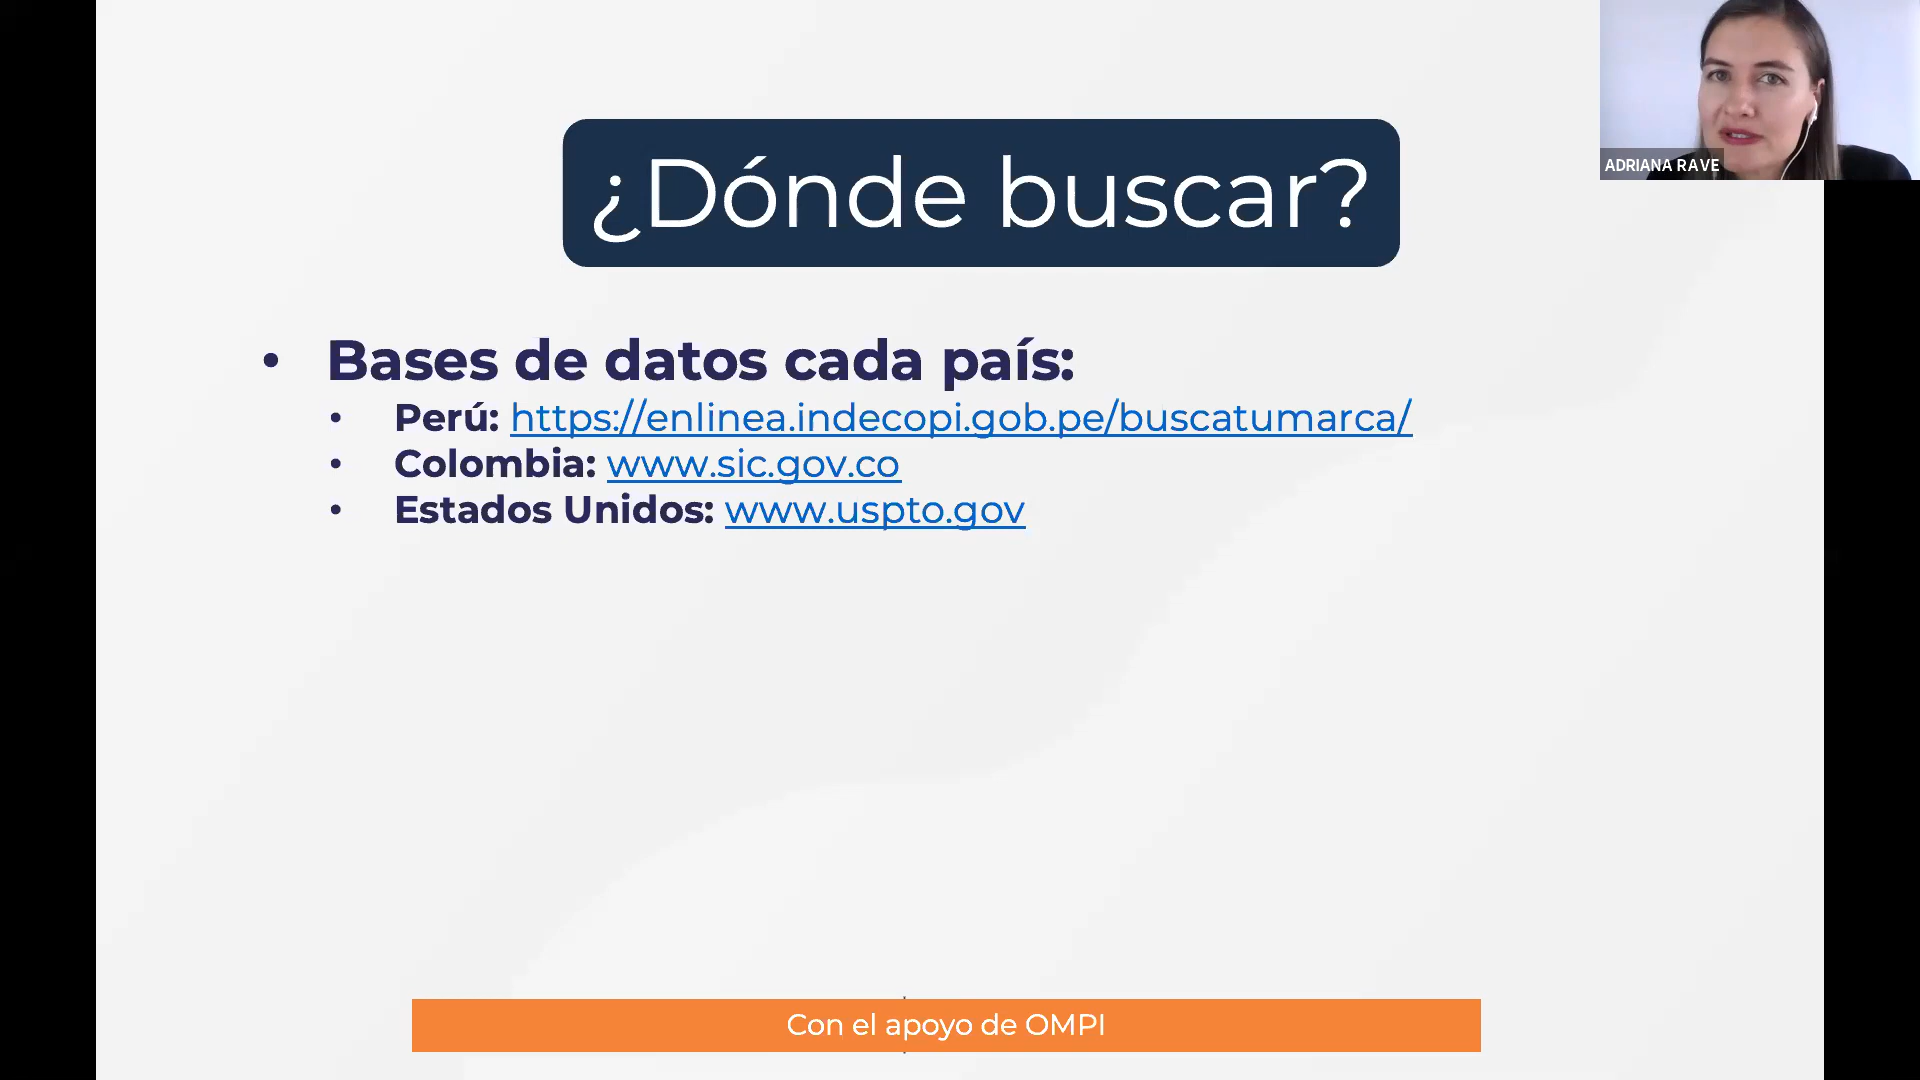 ¿Dónde buscar?
ADRIANA RAVE
• Bases de datos cada país:
• Perú: https://enlinea.indecopi.gob.pe/buscatumarca/
• Colombia: www.sic.gov.co
• Estados Unidos: www.uspto.gov
Con el apoyo de OMPI